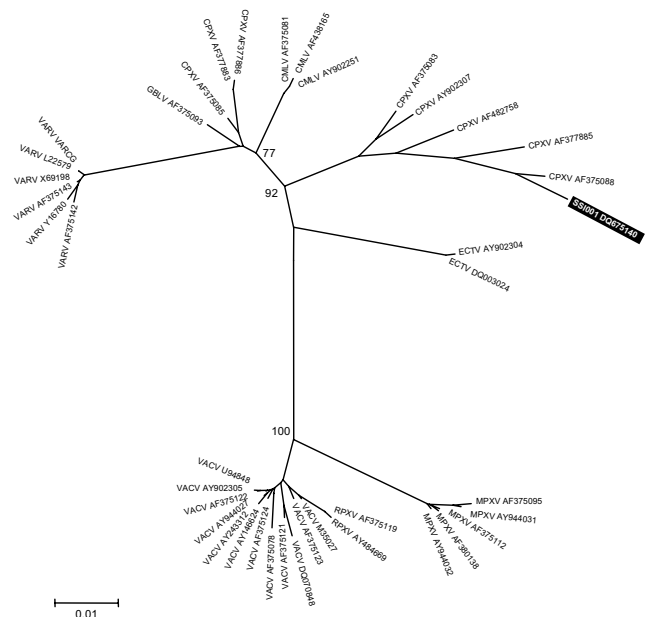 CPXV AF377886
CPXV AF377883
CPXV AF375085
GBLV AF375093
CMLV AF375081
CMLV AF438165
CMLV AY902251
CPXV AF375083
CPXV AY902307
CPXV AF482758
CPXV AF377885
CPXV AF375088
SSI001 DQ675140
VARV VARCG
VARV L22579
VARV X69198
VARV AF375143
VARV Y16780
VARV AF375142
77
92
ECTV AY902304
ECTV DQ003024
100
VACV U94848
VACV AY902305
VACV AF375122
VACV AY944027
VACV AY243312
VACV AY146624
VACV AF375124
VACV AF375078
VACV AF375121
VACV DQ070848
VACV AF375123
VACV M35027
RPXV AF375119
RPXV AY484669
MPXV AF375095
MPXV AY944031
MPXV AF375112
MPXV AF380138
MPXV AY944032
0.01